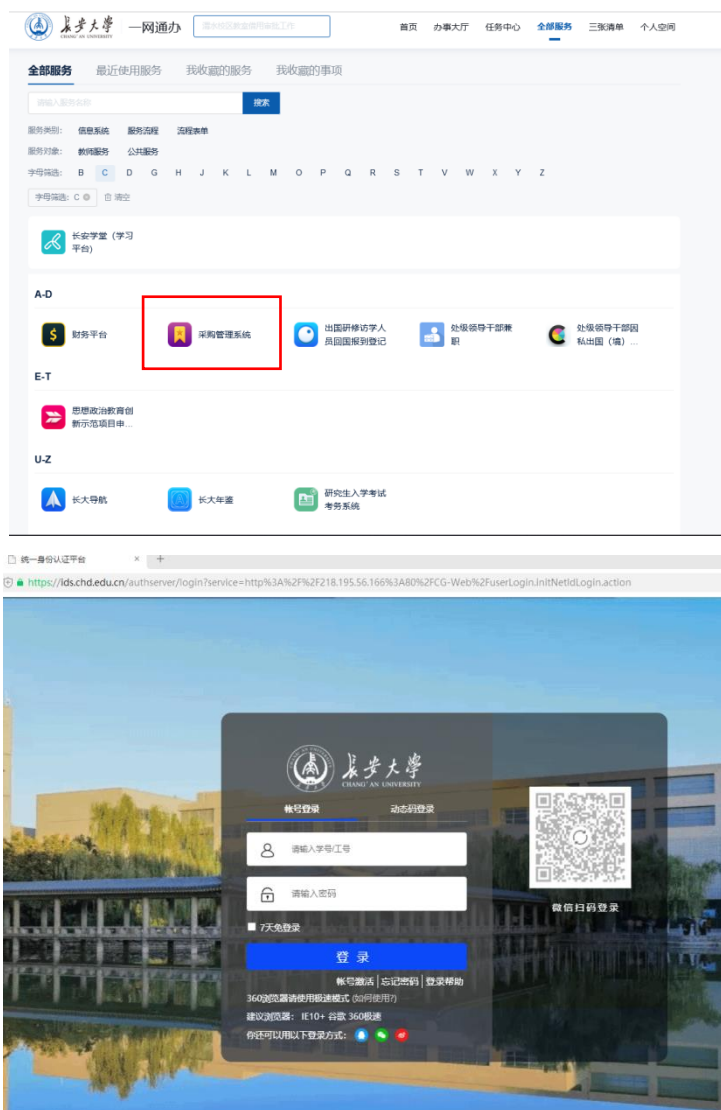 长安大学
CHANG'AN UNIVERSITY
一网通办
渭水校区教室借用审批工作
首页 办事大厅 任务中心 全部服务 三张清单 个人空间
全部服务 最近使用服务 我收藏的服务 我收藏的事项
请输入服务名称 搜索
服务类别: 信息系统 服务流程 流程表单
服务对象: 教师服务 公共服务
字母筛选: B C D G H J K L M O P Q R S T V W X Y Z
字母筛选: C 清空
长安学堂（学习
平台）
A-D
财务平台
采购管理系统
出国研修访学人
员回国报到登记
处级领导干部兼
职
处级领导干部因
私出国（境）...
E-T
思想政治教育创
新示范项目申...
U-Z
长大导航
长大年鉴
研究生入学考试
考务系统
统一身份认证平台 × +
https://ids.chd.edu.cn/authserver/login?service=http%3A%2F%2F218.195.56.166%3A80%2FCG-Web%2FuserLogin.initNetIdLogin.action
长安大学
CHANG'AN UNIVERSITY
帐号登录 动态码登录
请输入学号/工号
请输入密码
微信扫码登录
7天免登录
登 录
帐号激活 | 忘记密码 | 登录帮助
360浏览器请使用极速模式 (如何使用?)
建议浏览器: IE10+ 谷歌 360极速
你还可以用以下登录方式: